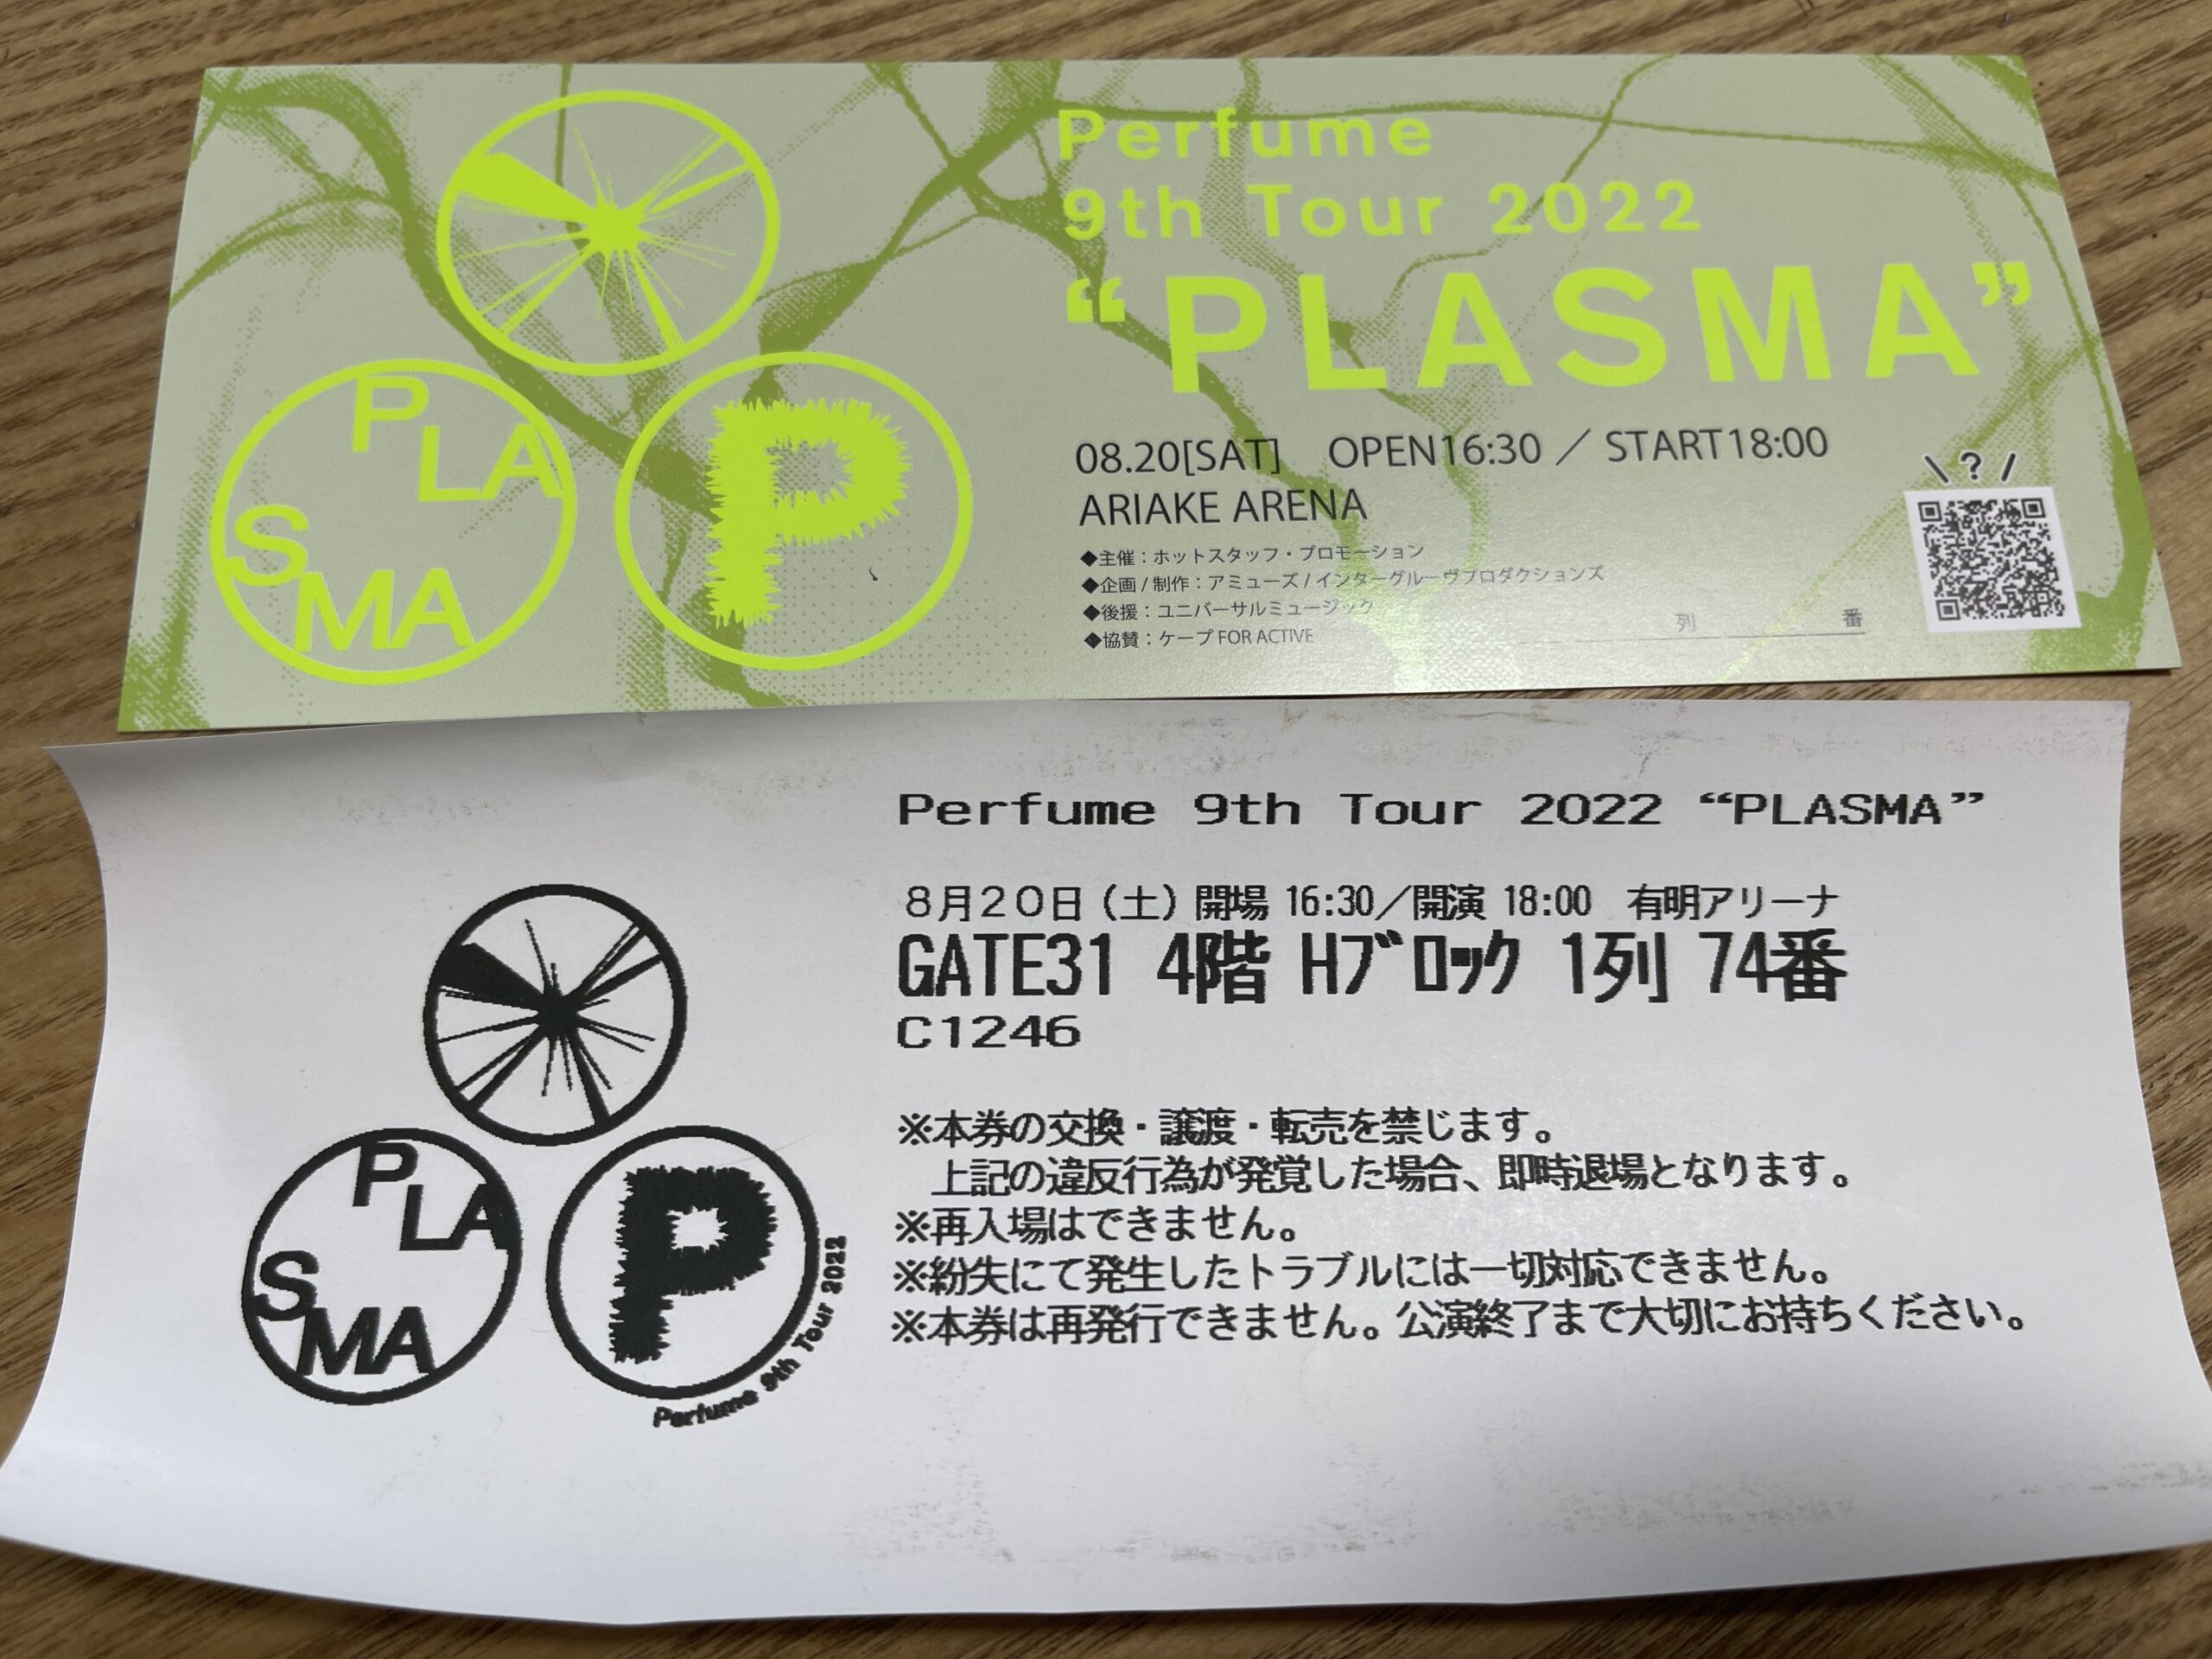 Perfume
9th Tour 2022
“PLASMA”
08.20[SAT] OPEN16:30 ／ START18:00
ARIAKE ARENA
◆主催：ホットスタッフ・プロモーション
◆企画 / 制作：アミューズ / インターグルーヴプロダクションズ
◆後援：ユニバーサルミュージック
◆協賛：ケープ FOR ACTIVE
列 番
\ ? /
PLA
SMA
P
Perfume 9th Tour 2022 “PLASMA”
8月20日（土）開場 16:30／開演 18:00 有明アリーナ
GATE31 4階 Hﾌﾞﾛｯｸ 1列 74番
C1246
※本券の交換・譲渡・転売を禁じます。
上記の違反行為が発覚した場合、即時退場となります。
※再入場はできません。
※紛失にて発生したトラブルには一切対応できません。
※本券は再発行できません。公演終了まで大切にお持ちください。
PLA
SMA
P
Perfume 9th Tour 2022